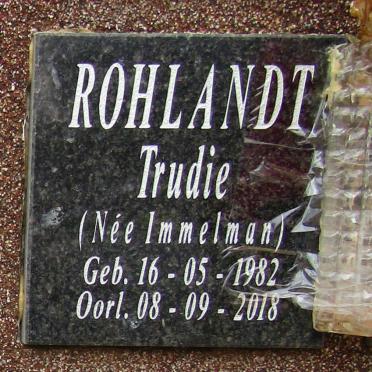 ROHLANDT
Trudie
(Née Immelman)
Geb. 16 - 05 - 1982
Oorl. 08 - 09 - 2018